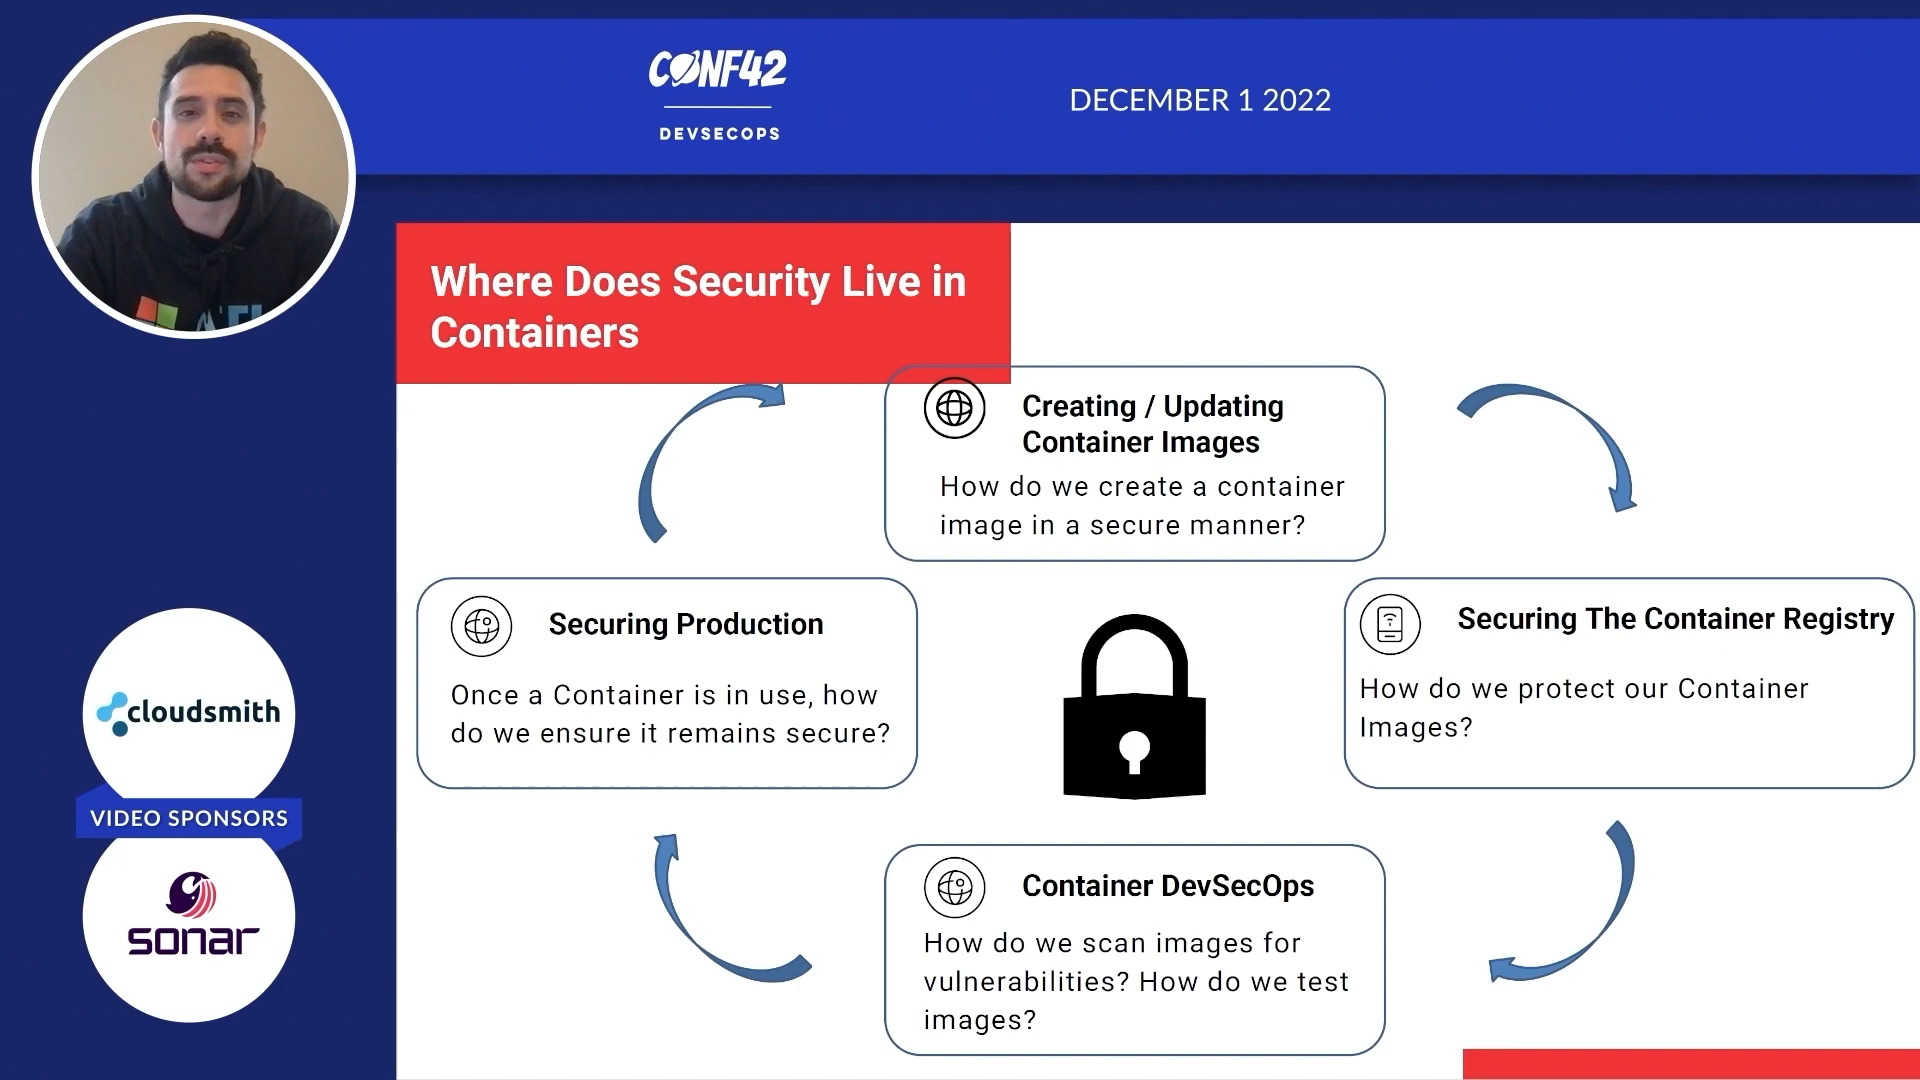 CONF42
DEVSECOPS
DECEMBER 1 2022
Where Does Security Live in
Containers
Creating / Updating
Container Images
How do we create a container
image in a secure manner?
Securing Production
Once a Container is in use, how
do we ensure it remains secure?
Securing The Container Registry
How do we protect our Container
Images?
Container DevSecOps
How do we scan images for
vulnerabilities? How do we test
images?
cloudsmith
VIDEO SPONSORS
sonar